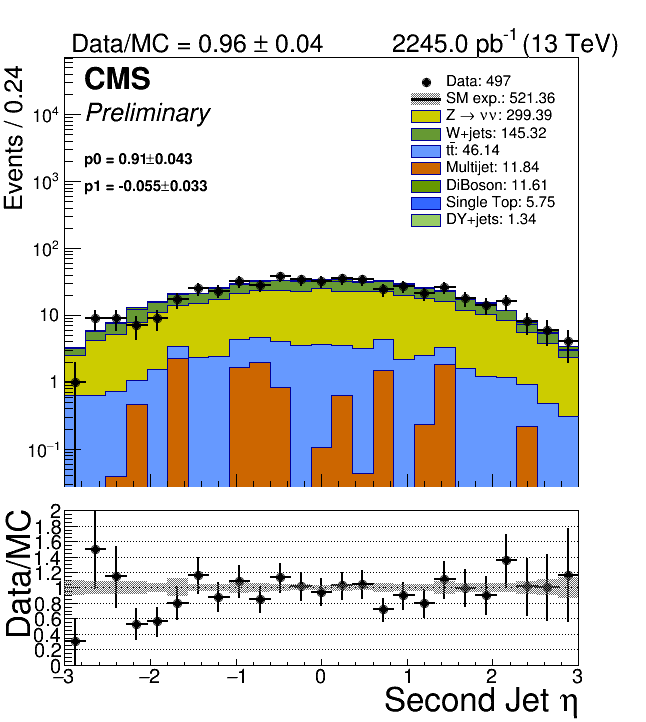 Data/MC = 0.96 ± 0.04 2245.0 pb⁻¹ (13 TeV)
CMS
Preliminary
p0 = 0.91±0.043
p1 = -0.055±0.033
Data: 497
SM exp.: 521.36
Z → νν: 299.39
W+jets: 145.32
tt̄: 46.14
Multijet: 11.84
DiBoson: 11.61
Single Top: 5.75
DY+jets: 1.34
Events / 0.24
10⁴
10³
10²
10
1
10⁻¹
Data/MC
2
1.8
1.6
1.4
1.2
1
0.8
0.6
0.4
0.2
0
−3 −2 −1 0 1 2 3
Second Jet η